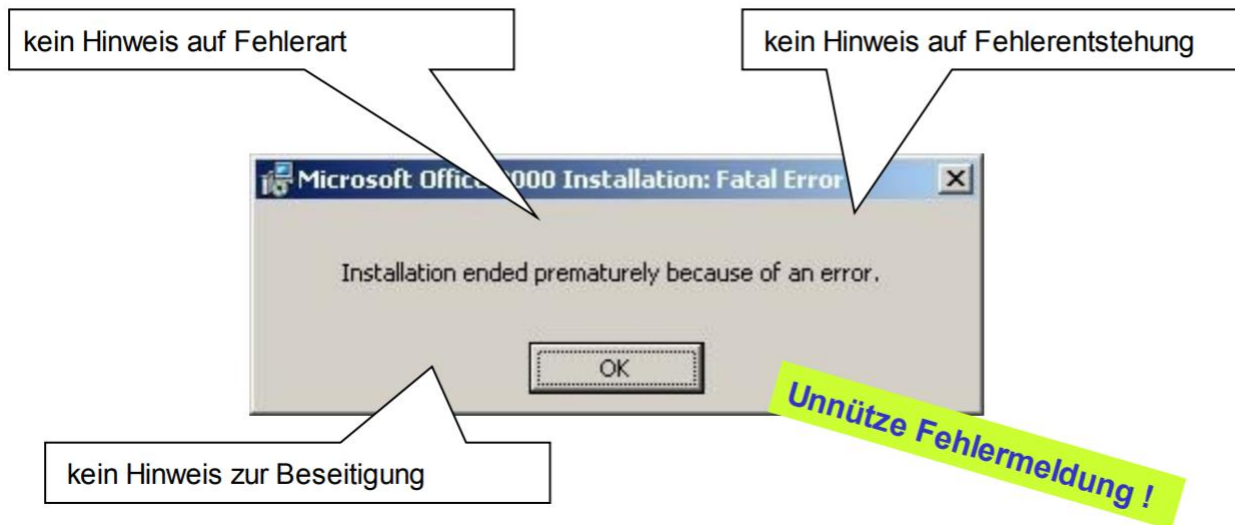 kein Hinweis auf Fehlerart
kein Hinweis auf Fehlerentstehung
Microsoft Office 000 Installation: Fatal Error
Installation ended prematurely because of an error.
OK
kein Hinweis zur Beseitigung
Unnütze Fehlermeldung !